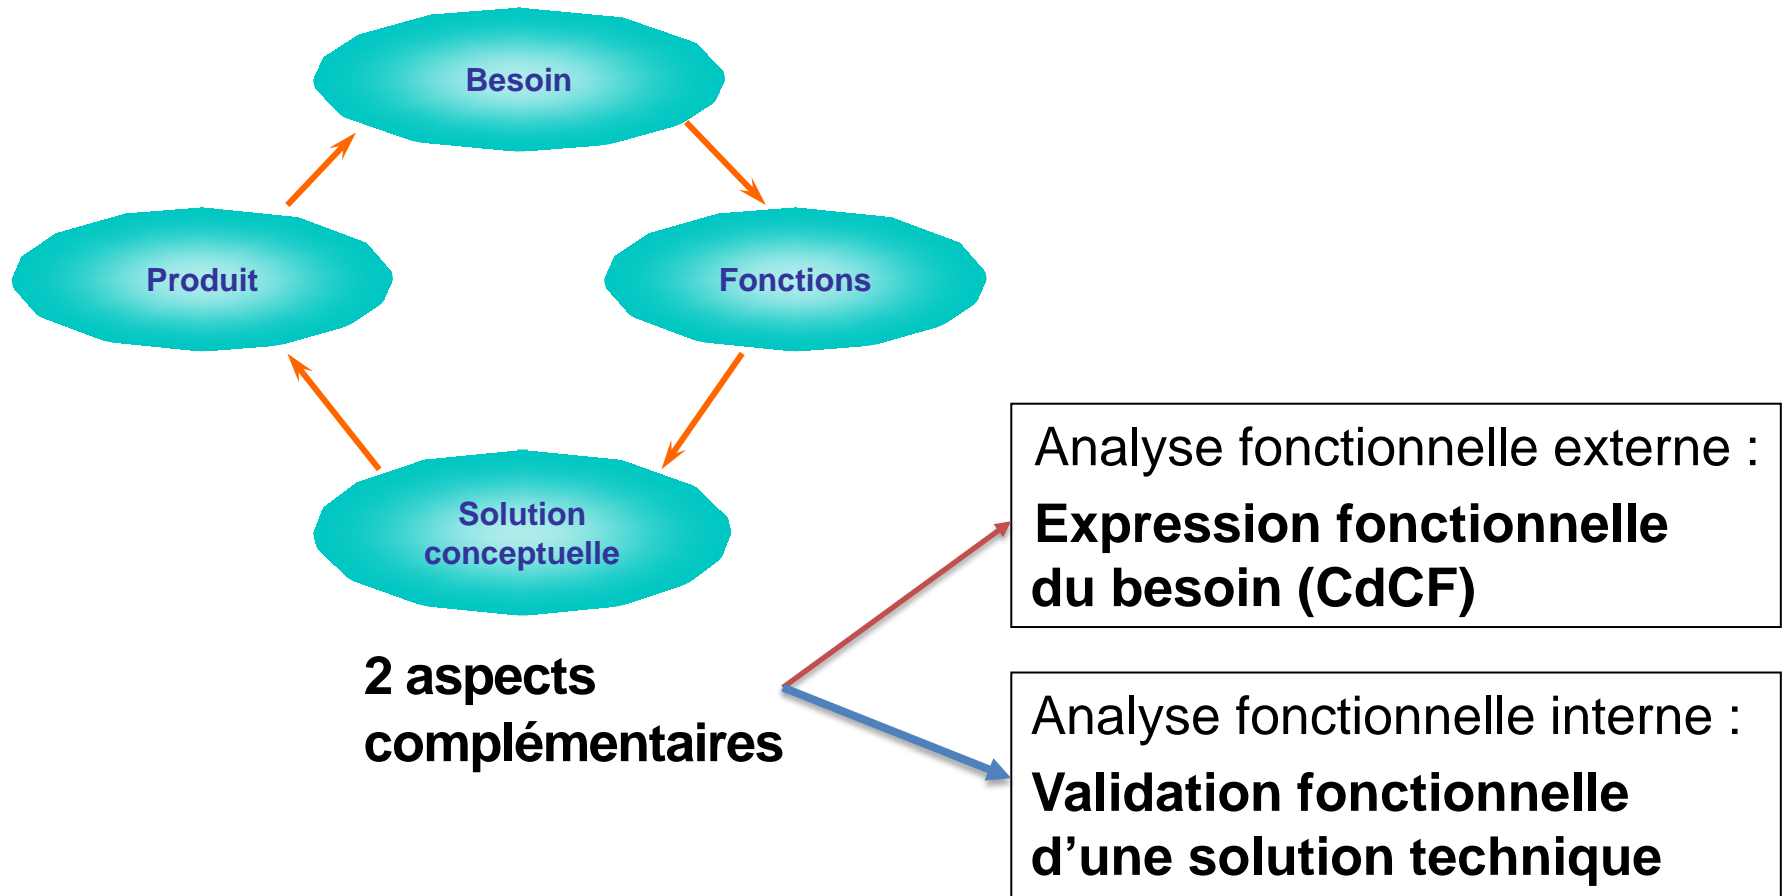 Besoin
Produit
Fonctions
Solution
conceptuelle
2 aspects
complémentaires
Analyse fonctionnelle externe :
Expression fonctionnelle
du besoin (CdCF)
Analyse fonctionnelle interne :
Validation fonctionnelle
d’une solution technique